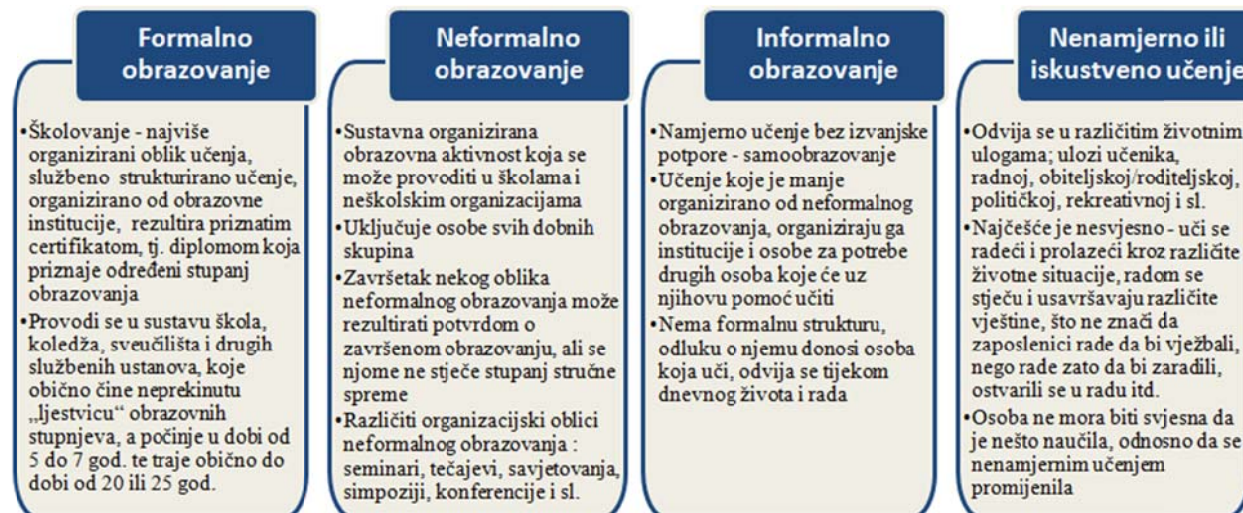 Formalno
obrazovanje
•Školovanje - najviše
organizirani oblik učenja,
službeno strukturirano učenje,
organizirano od obrazovne
institucije, rezultira priznatim
certifikatom, tj. diplomom koja
priznaje određeni stupanj
obrazovanja
•Provodi se u sustavu škola,
koledža, sveučilišta i drugih
službenih ustanova, koje
obično čine neprekinutu
„ljestvicu“ obrazovnih
stupnjeva, a počinje u dobi od
5 do 7 god. te traje obično do
dobi od 20 ili 25 god.
Neformalno
obrazovanje
•Sustavna organizirana
obrazovna aktivnost koja se
može provoditi u školama i
neškolskim organizacijama
•Uključuje osobe svih dobnih
skupina
•Završetak nekog oblika
neformalnog obrazovanja može
rezultirati potvrdom o
završenom obrazovanju, ali se
njome ne stječe stupanj stručne
spreme
•Različiti organizacijski oblici
neformalnog obrazovanja :
seminari, tečajevi, savjetovanja,
simpoziji, konferencije i sl.
Informalno
obrazovanje
•Namjerno učenje bez izvanjske
potpore - samoobrazovanje
•Učenje koje je manje
organizirano od neformalnog
obrazovanja, organiziraju ga
institucije i osobe za potrebe
drugih osoba koje će uz
njihovu pomoć učiti
•Nema formalnu strukturu,
odluku o njemu donosi osoba
koja uči, odvija se tijekom
dnevnog života i rada
Nenamjerno ili
iskustveno učenje
•Odvija se u različitim životnim
ulogama; ulozi učenika,
radnoj, obiteljskoj/roditeljskoj,
političkoj, rekreativnoj i sl.
•Najčešće je nesvjesno - uči se
radeći i prolazeći kroz različite
životne situacije, radom se
stječu i usavršavaju različite
vještine, što ne znači da
zaposlenici rade da bi vježbali,
nego rade zato da bi zaradili,
ostvarili se u radu itd.
•Osoba ne mora biti svjesna da
je nešto naučila, odnosno da se
nenamjernim učenjem
promijenila